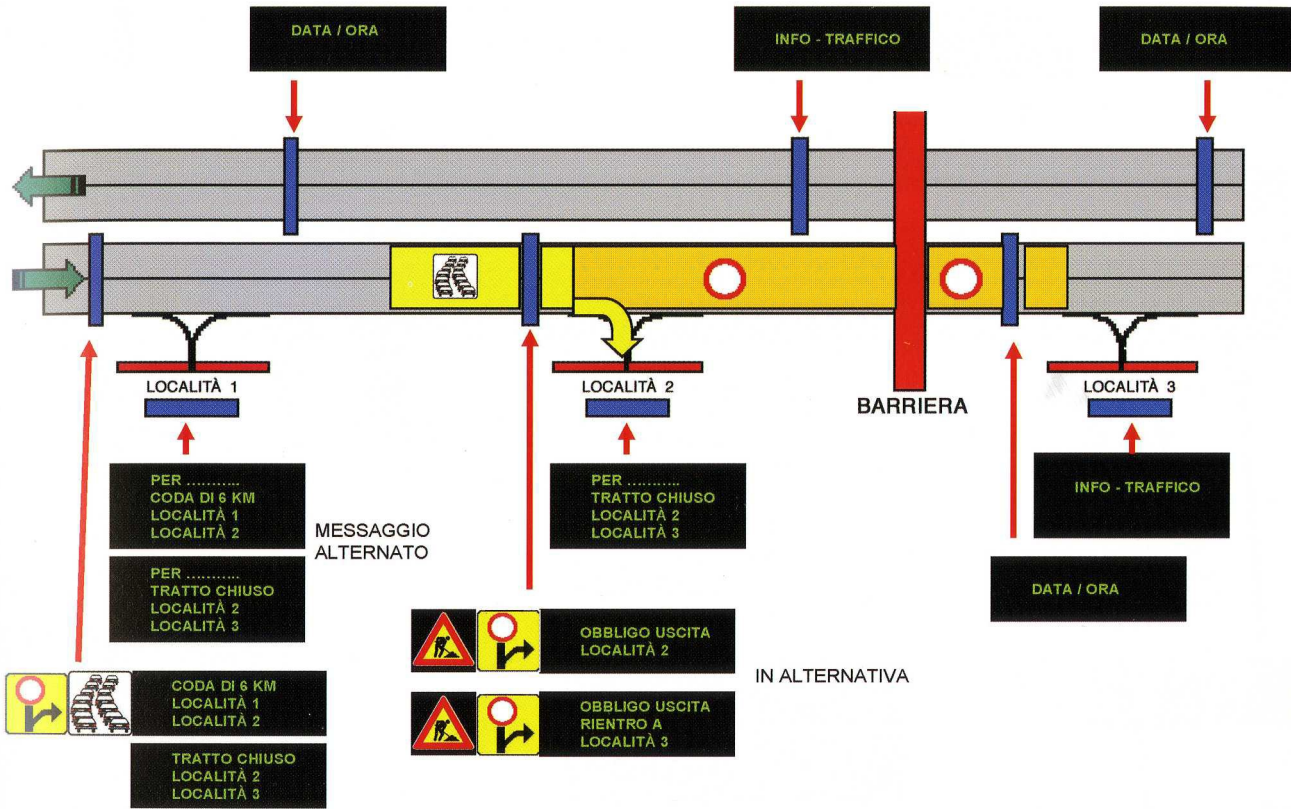 DATA / ORA
INFO - TRAFFICO
DATA / ORA
LOCALITÀ 1
LOCALITÀ 2
BARRIERA
LOCALITÀ 3
PER ...........
CODA DI 6 KM
LOCALITÀ 1
LOCALITÀ 2
MESSAGGIO
ALTERNATO
PER ...........
TRATTO CHIUSO
LOCALITÀ 2
LOCALITÀ 3
PER ...........
TRATTO CHIUSO
LOCALITÀ 2
LOCALITÀ 3
INFO - TRAFFICO
DATA / ORA
CODA DI 6 KM
LOCALITÀ 1
LOCALITÀ 2
TRATTO CHIUSO
LOCALITÀ 2
LOCALITÀ 3
OBBLIGO USCITA
LOCALITÀ 2
IN ALTERNATIVA
OBBLIGO USCITA
RIENTRO A
LOCALITÀ 3